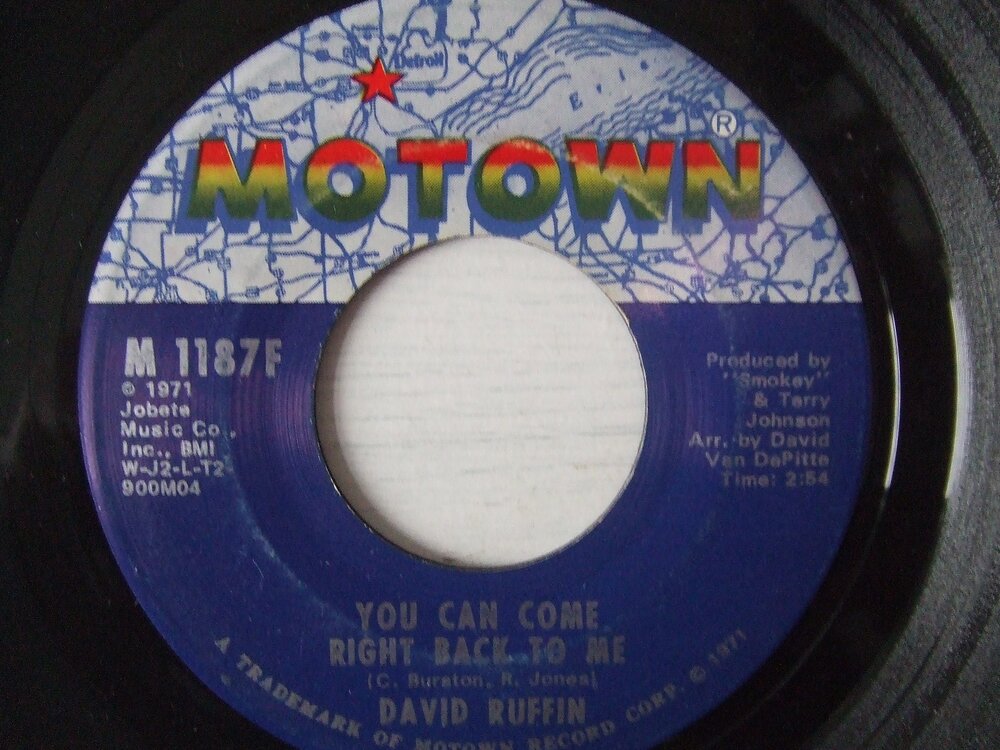 Detroit
E I E
MOTOWN®
M 1187F
© 1971
Jobete
Music Co.,
Inc., BMI
W-J2-L-T2
900M04
Produced by
"Smokey"
& Terry
Johnson
Arr. by David
Van DePitte
Time: 2:54
YOU CAN COME
RIGHT BACK TO ME
(C. Burston, R. Jones)
DAVID RUFFIN
A TRADEMARK OF MOTOWN RECORD CORP. © 1971